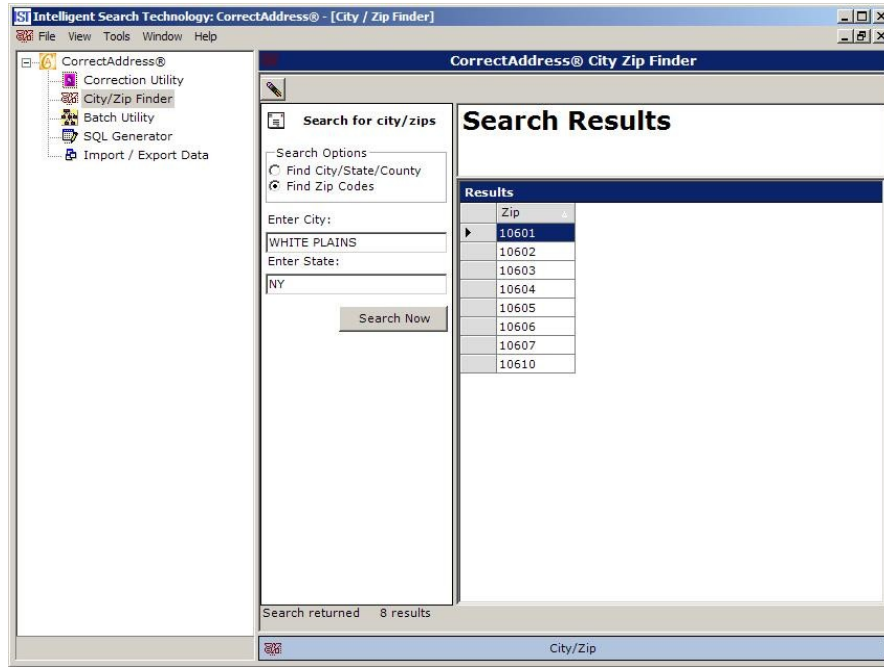 Intelligent Search Technology: CorrectAddress® - [City / Zip Finder]
File View Tools Window Help
CorrectAddress®
Correction Utility
City/Zip Finder
Batch Utility
SQL Generator
Import / Export Data
CorrectAddress® City Zip Finder
Search for city/zips
Search Options
Find City/State/County
Find Zip Codes
Enter City:
WHITE PLAINS
Enter State:
NY
Search Now
Search returned 8 results
Search Results
Results
Zip
10601
10602
10603
10604
10605
10606
10607
10610
City/Zip